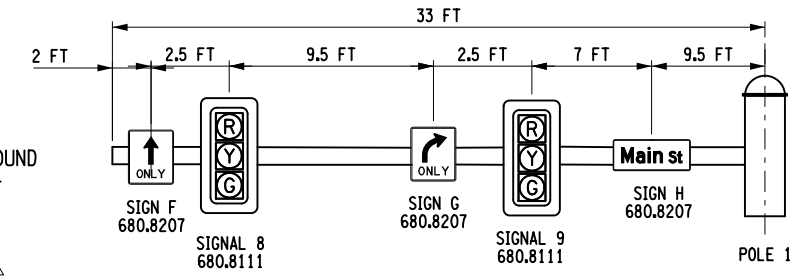 33 FT
2 FT
2.5 FT
9.5 FT
2.5 FT
7 FT
9.5 FT
OUND
ONLY
R
Y
G
ONLY
R
Y
G
Main st
SIGN F
680.8207
SIGNAL 8
680.8111
SIGN G
680.8207
SIGNAL 9
680.8111
SIGN H
680.8207
POLE 1